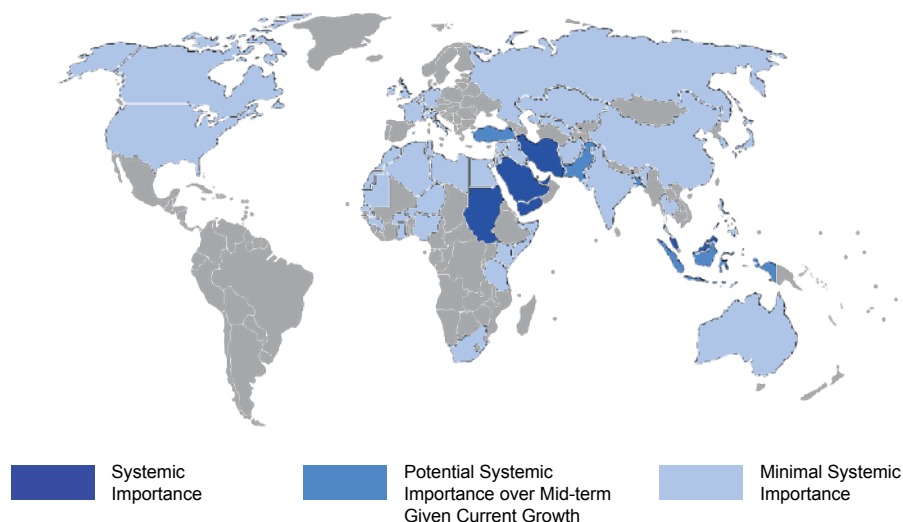 Systemic
Importance
Potential Systemic
Importance over Mid-term
Given Current Growth
Minimal Systemic
Importance